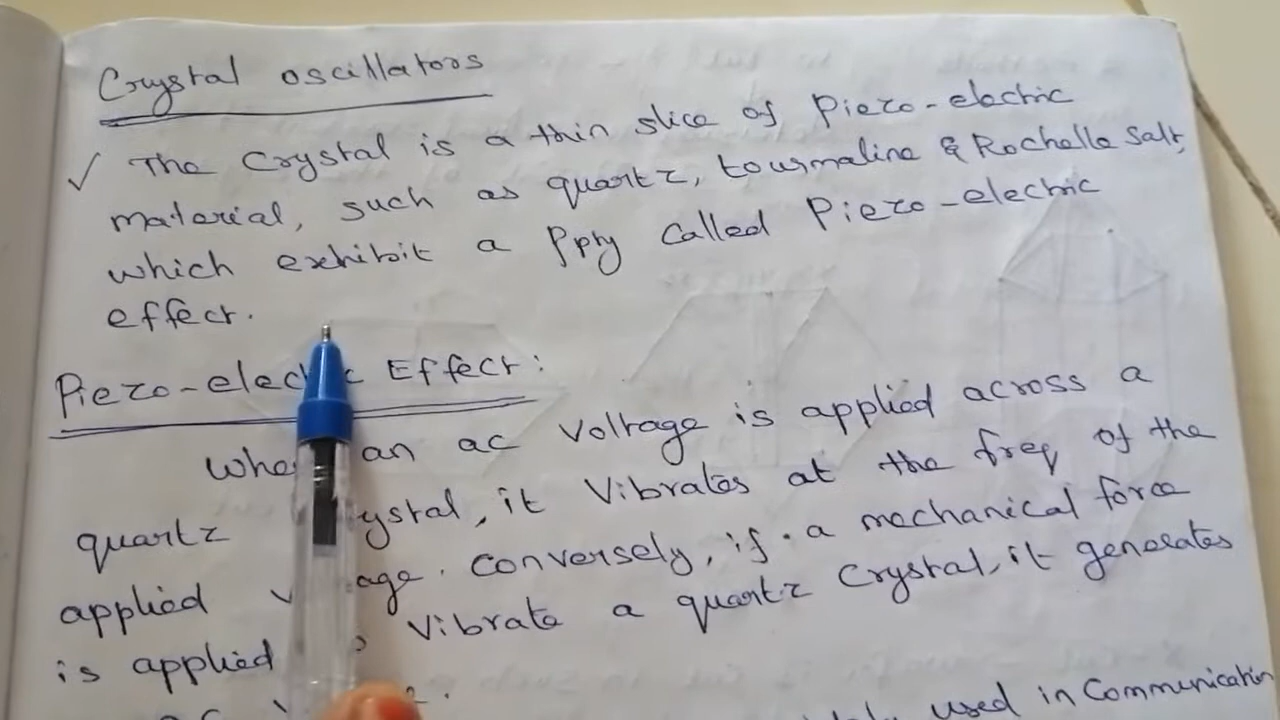 Crystal oscillators
✓ The Crystal is a thin slice of Piezo-electric
material, such as quartz, tourmaline & Rochelle salt,
which exhibit a Ppty called Piezo-electric
effect.
Piezo-elec c Effect:
Whe an ac Voltage is applied across a
quartz ystal, it Vibrates at the freq of the
applied v age. Conversely, if a mechanical force
is applied Vibrate a quartz Crystal, it generates
used in Communication